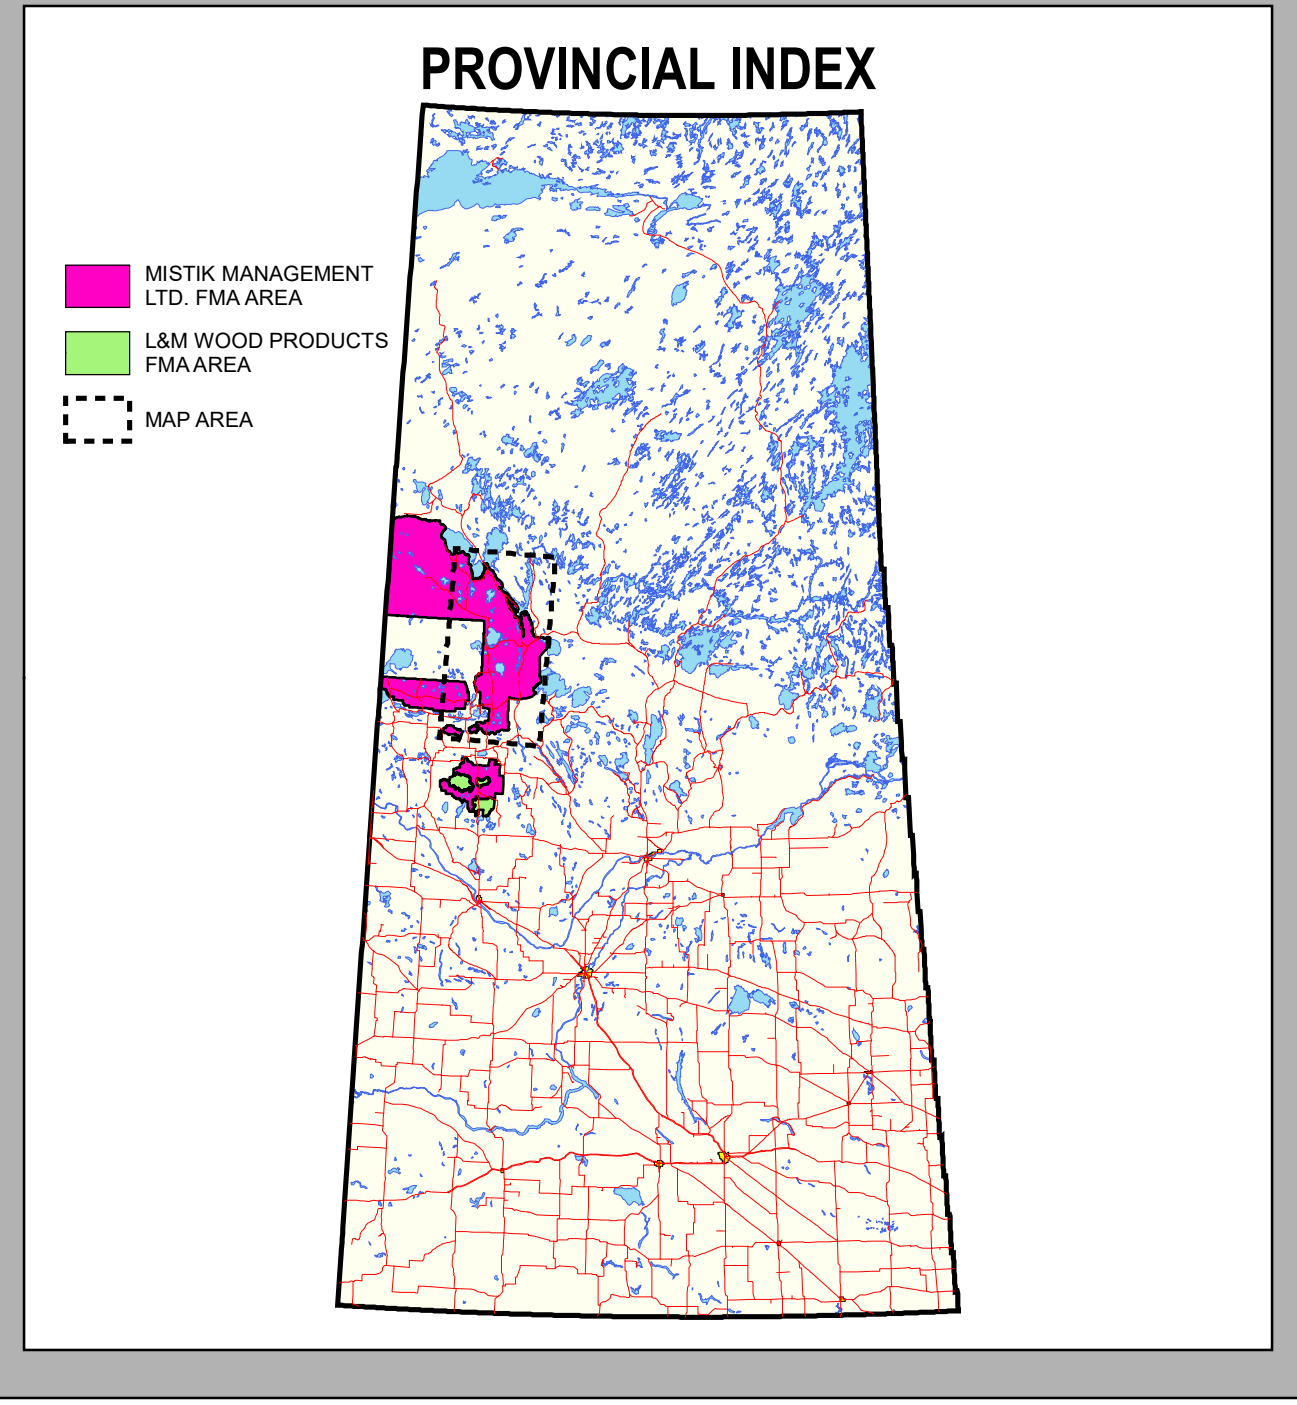 PROVINCIAL INDEX
MISTIK MANAGEMENT
LTD. FMA AREA
L&M WOOD PRODUCTS
FMA AREA
MAP AREA